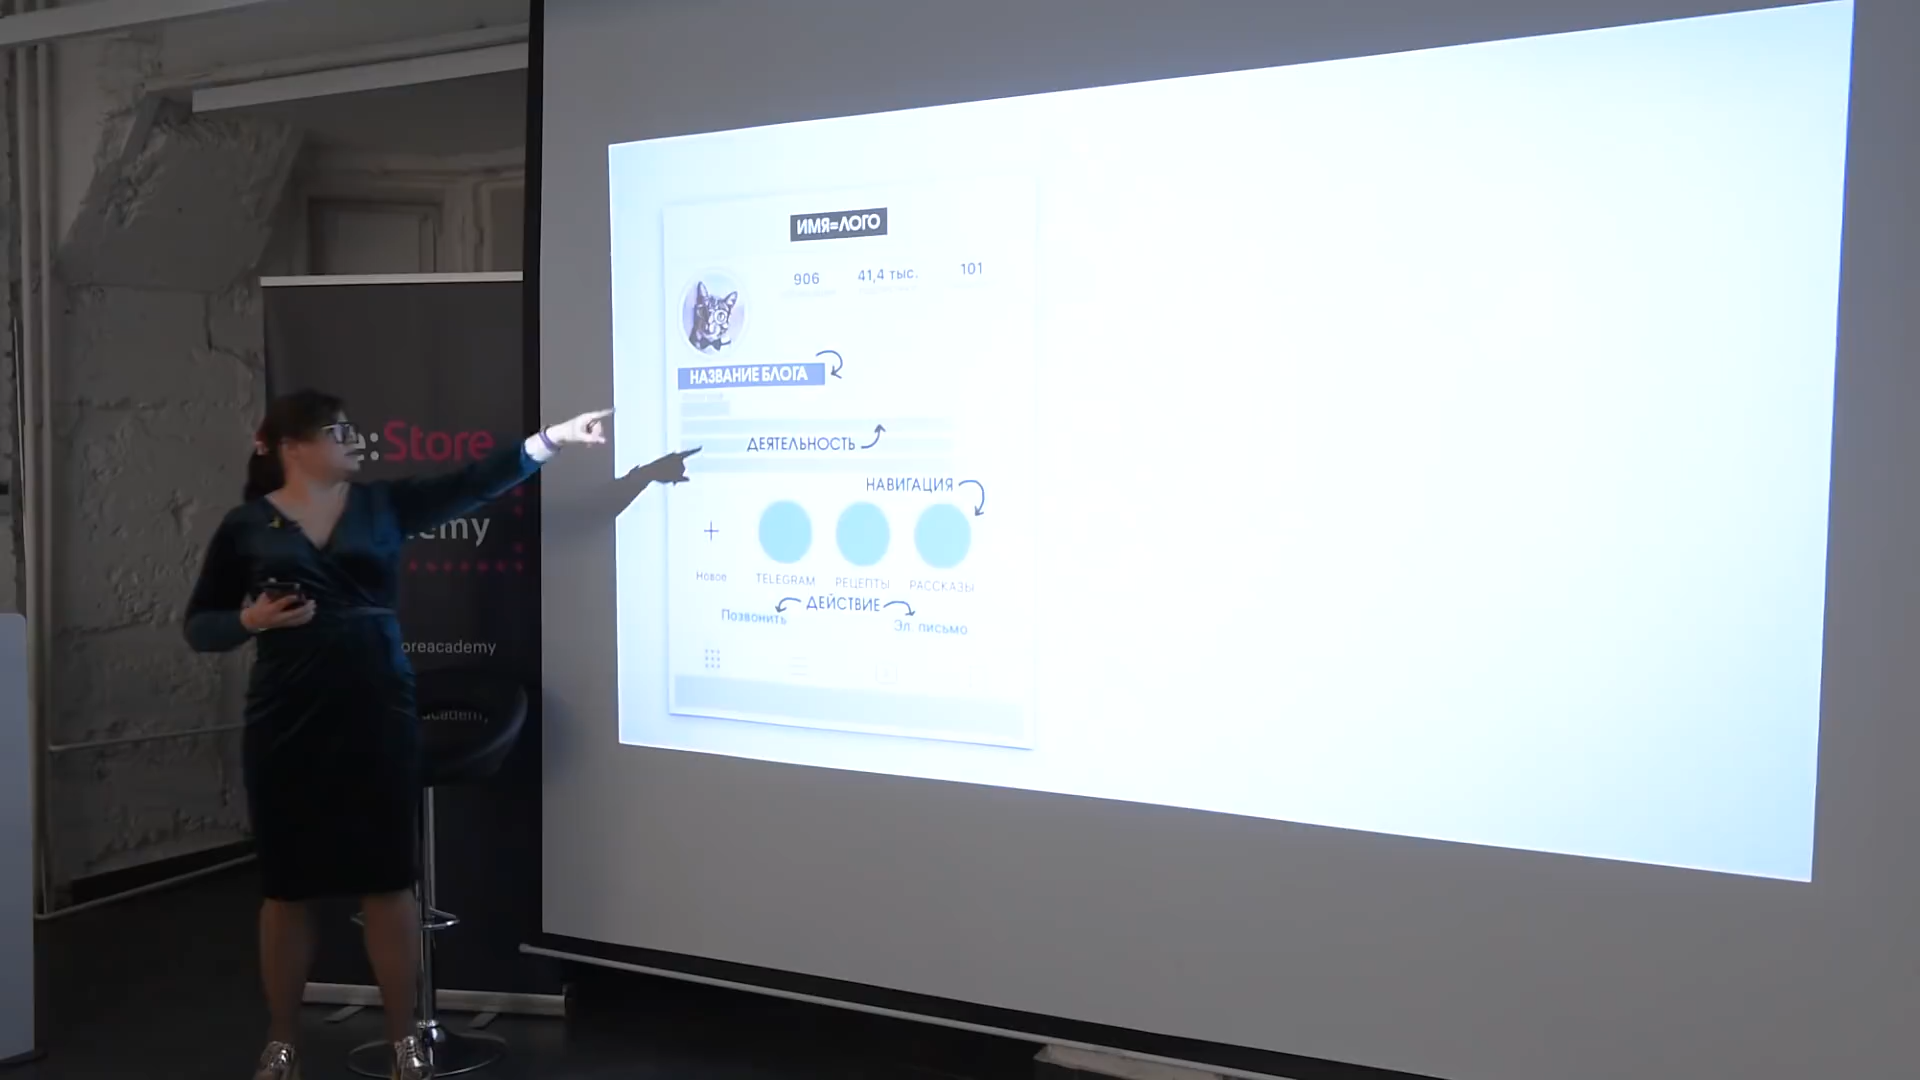 ИМЯ=ЛОГО
906 41,4 тыс. 101
НАЗВАНИЕ БЛОГА
ДЕЯТЕЛЬНОСТЬ
НАВИГАЦИЯ
Новое TELEGRAM РЕЦЕПТЫ РАССКАЗЫ
ДЕЙСТВИЕ
Позвонить Эл. письмо
e:Store
emy
oreacademy
academy